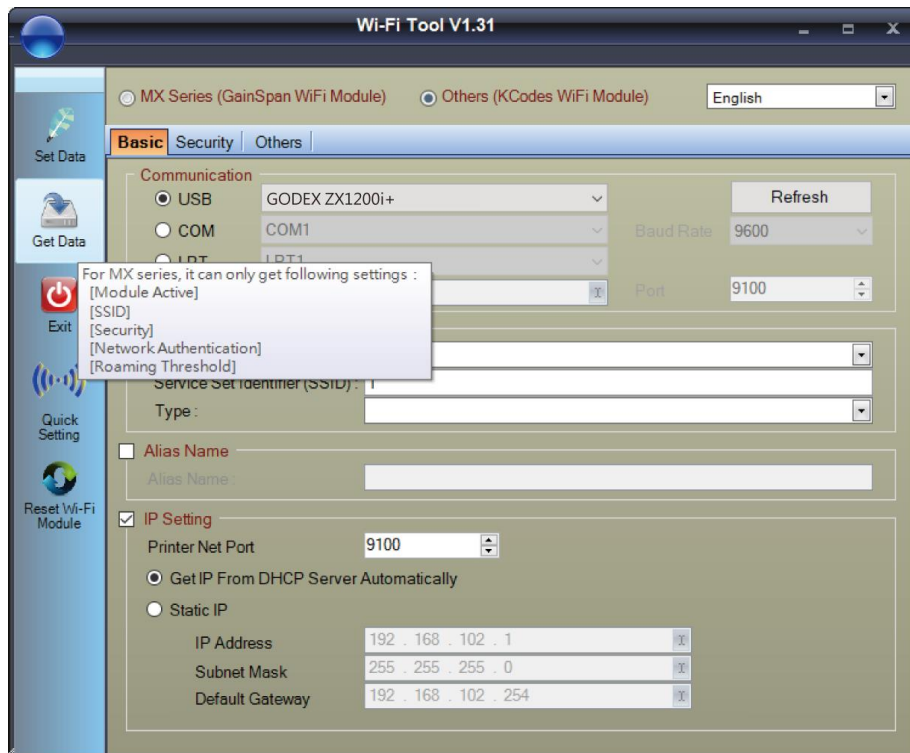 Wi-Fi Tool V1.31
MX Series (GainSpan WiFi Module) Others (KCodes WiFi Module) English
Set Data
Get Data
Exit
Quick
Setting
Reset Wi-Fi
Module
Basic Security Others
Communication
USB GODEX ZX1200i+ Refresh
COM COM1 Baud Rate 9600
LPT LPT1
Port 9100
For MX series, it can only get following settings :
[Module Active]
[SSID]
[Security]
[Network Authentication]
[Roaming Threshold]
Service Set Identifier (SSID) :
Type :
Alias Name
Alias Name :
IP Setting
Printer Net Port 9100
Get IP From DHCP Server Automatically
Static IP
IP Address 192 . 168 . 102 . 1
Subnet Mask 255 . 255 . 255 . 0
Default Gateway 192 . 168 . 102 . 254